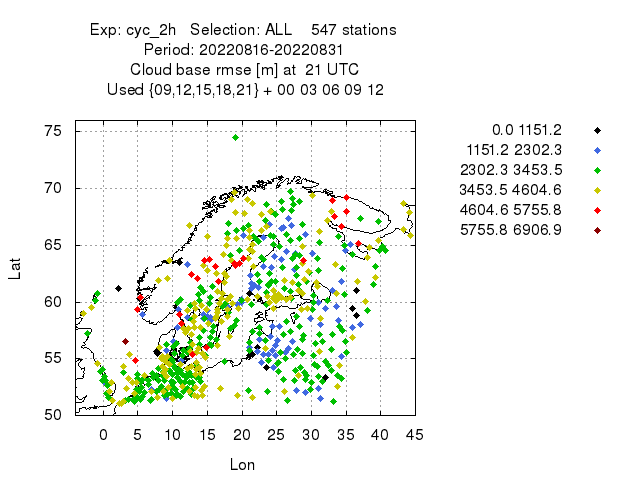 Exp: cyc_2h   Selection: ALL    547 stations
Period: 20220816-20220831
Cloud base rmse [m] at  21 UTC
Used {09,12,15,18,21} + 00 03 06 09 12
0.0 1151.2
1151.2 2302.3
2302.3 3453.5
3453.5 4604.6
4604.6 5755.8
5755.8 6906.9
75
70
65
60
55
50
Lat
0 5 10 15 20 25 30 35 40 45
Lon